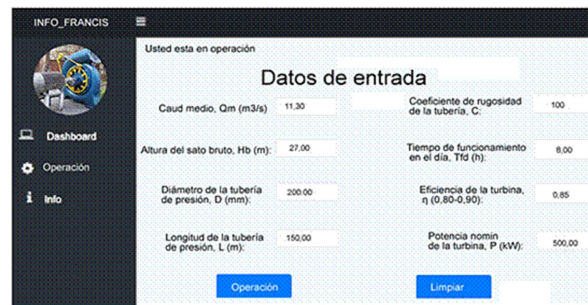 INFO_FRANCIS
Usted esta en operación
Datos de entrada
Caud medio, Qm (m3/s)
11,30
Coeficiente de rugosidad
de la tubería, C:
100
Dashboard
Altura del sato bruto, Hb (m):
27,00
Tiempo de funcionamiento
en el día, Tfd (h):
8,00
Operación
Diámetro de la tubería
de presión, D (mm):
200.00
Eficiencia de la turbina,
η (0,80-0,90):
0,85
Info
Longitud de la tubería
de presión, L (m):
150,00
Potencia nomin
de la turbina, P (kW):
500,00
Operación
Limpiar